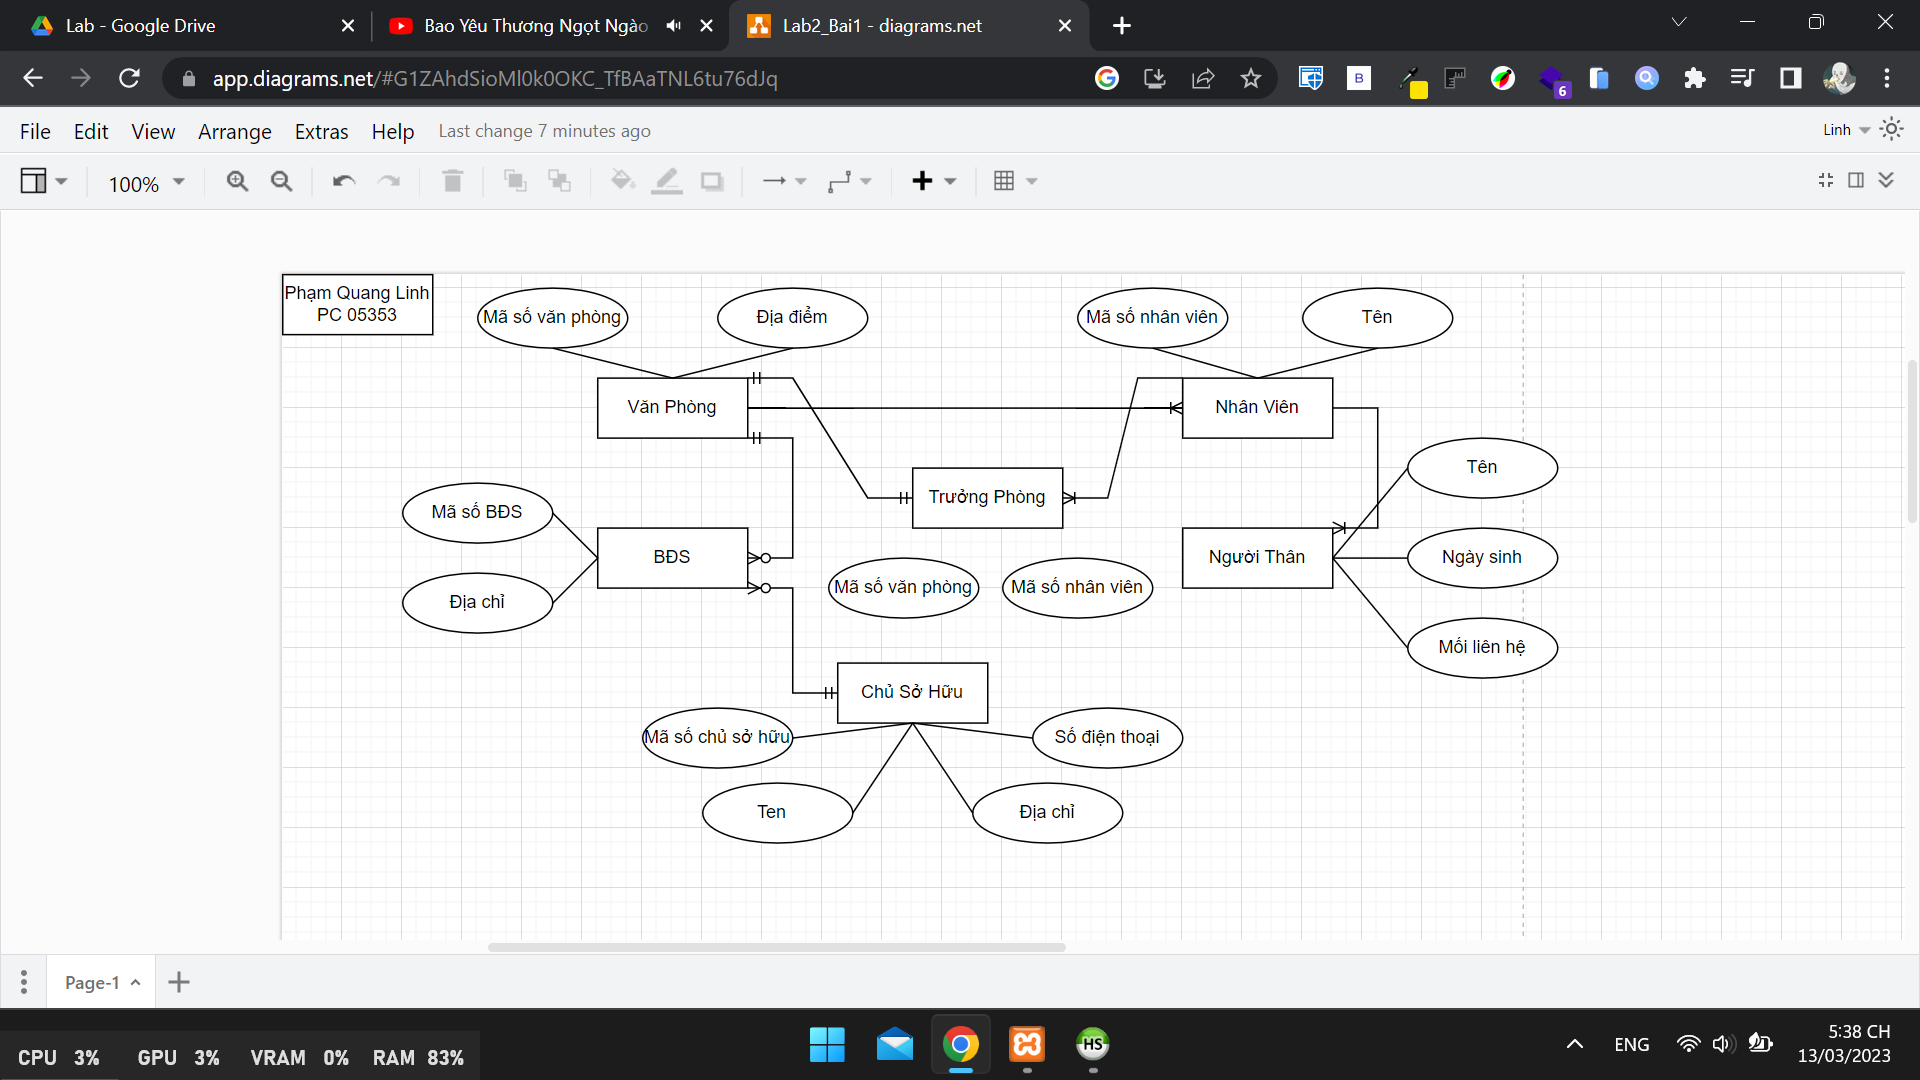 Lab - Google Drive
Bao Yêu Thương Ngọt Ngào
Lab2_Bai1 - diagrams.net
app.diagrams.net/#G1ZAhdSioMl0k0OKC_TfBAaTNL6tu76dJq
B
6
File Edit View Arrange Extras Help Last change 7 minutes ago
Linh
100%
Phạm Quang Linh
PC 05353
Mã số văn phòng
Địa điểm
Mã số nhân viên
Tên
Văn Phòng
Nhân Viên
Tên
Trưởng Phòng
Mã số BĐS
BĐS
Người Thân
Ngày sinh
Địa chỉ
Mã số văn phòng
Mã số nhân viên
Mối liên hệ
Chủ Sở Hữu
Mã số chủ sở hữu
Số điện thoại
Ten
Địa chỉ
Page-1
CPU 3% GPU 3% VRAM 0% RAM 83%
HS
ENG
5:38 CH
13/03/2023